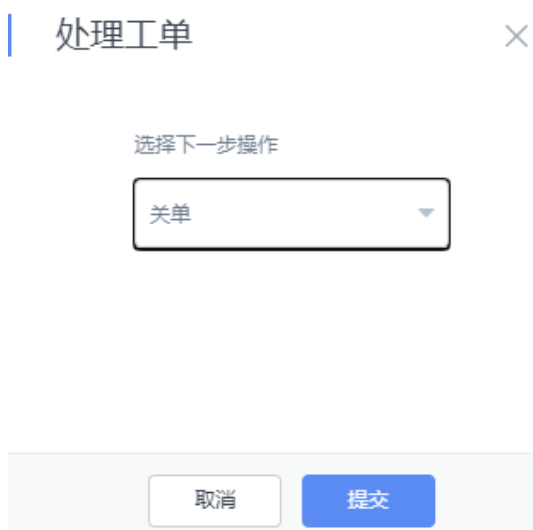 处理工单
选择下一步操作
关单
取消
提交